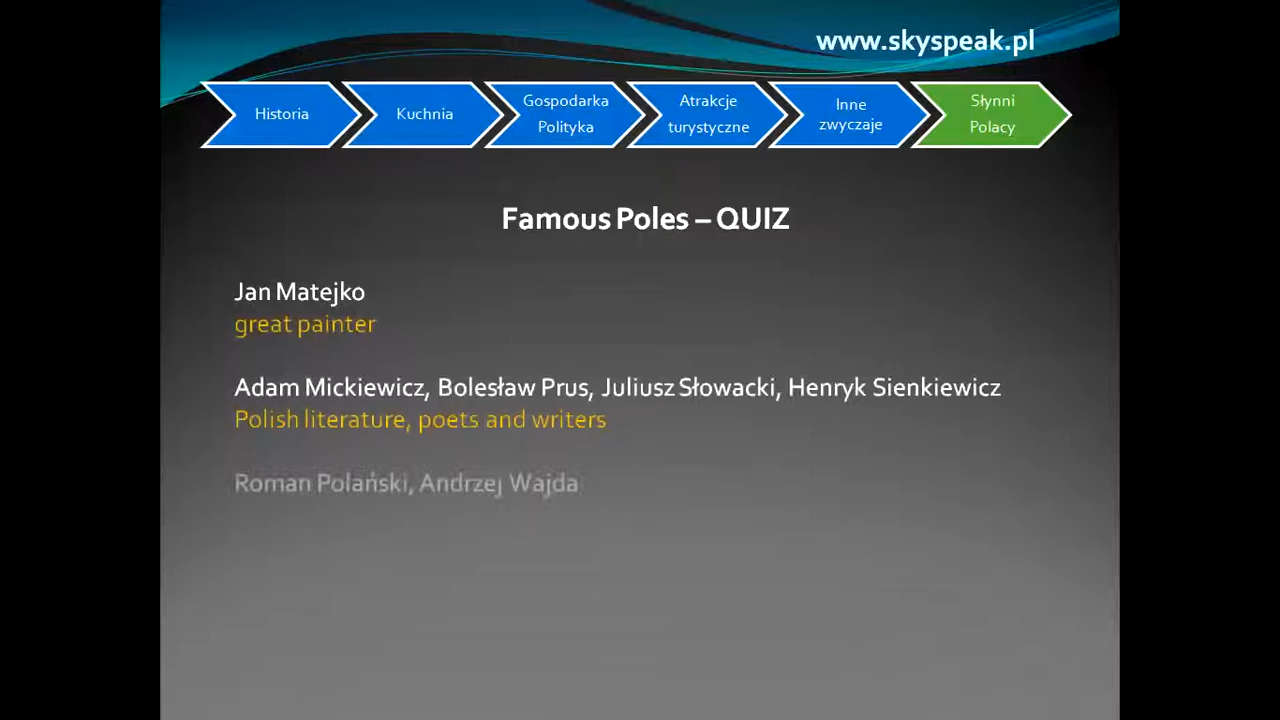 www.skyspeak.pl
Historia
Kuchnia
Gospodarka
Polityka
Atrakcje
turystyczne
Inne
zwyczaje
Słynni
Polacy
Famous Poles – QUIZ
Jan Matejko
great painter
Adam Mickiewicz, Bolesław Prus, Juliusz Słowacki, Henryk Sienkiewicz
Polish literature, poets and writers
Roman Polański, Andrzej Wajda